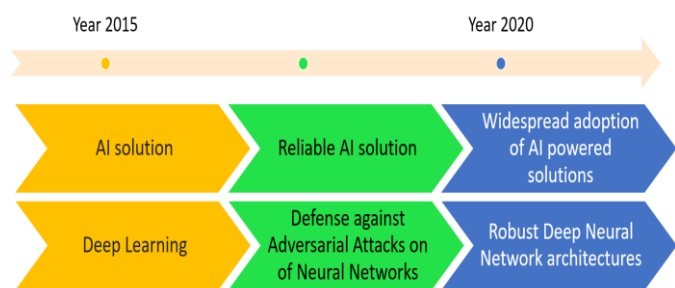 Year 2015
Year 2020
AI solution
Reliable AI solution
Widespread adoption
of AI powered
solutions
Deep Learning
Defense against
Adversarial Attacks on
of Neural Networks
Robust Deep Neural
Network architectures